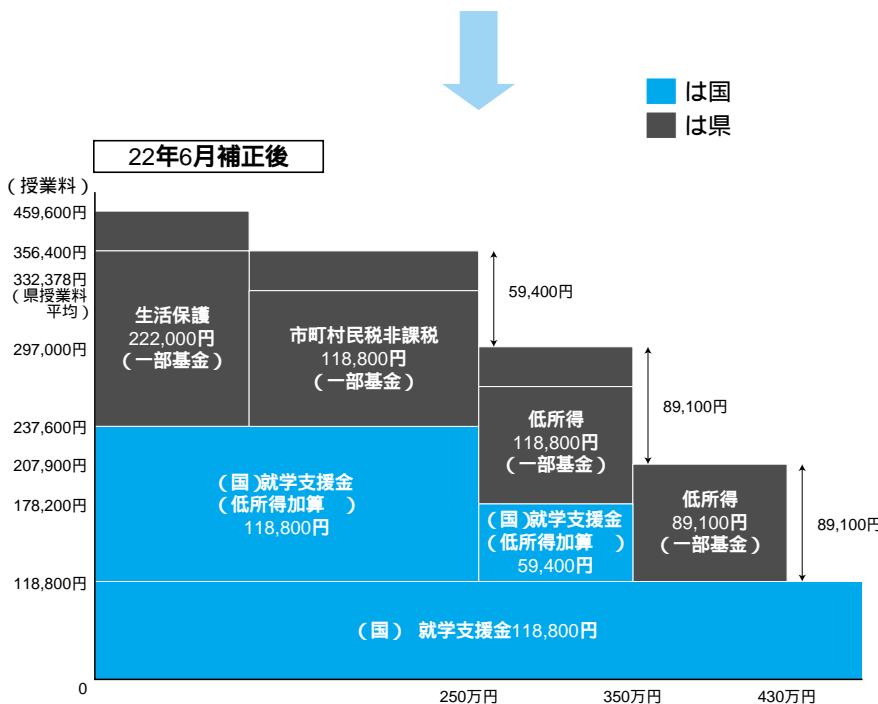 は国
は県
22年6月補正後
（授業料）
459,600円
356,400円
332,378円
（県授業料
平均）
297,000円
237,600円
207,900円
178,200円
118,800円
0
生活保護
222,000円
（一部基金）
市町村民税非課税
118,800円
（一部基金）
59,400円
低所得
118,800円
（一部基金）
89,100円
低所得
89,100円
（一部基金）
89,100円
（国）就学支援金
（低所得加算　）
118,800円
（国）就学支援金
（低所得加算　）
59,400円
（国）　就学支援金118,800円
250万円
350万円
430万円